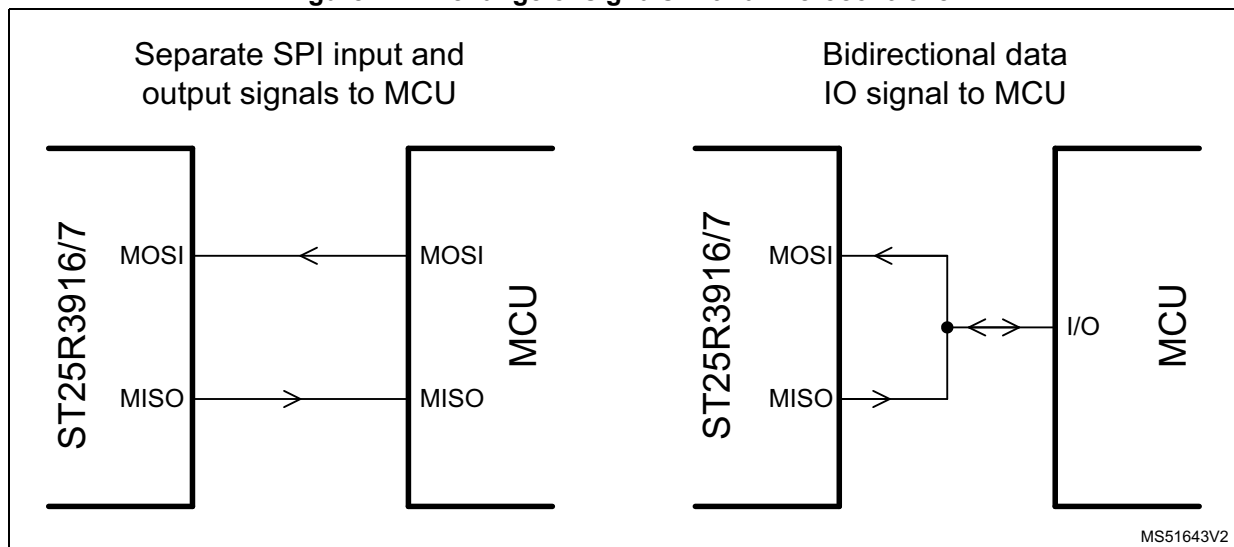 Separate SPI input and
output signals to MCU
ST25R3916/7
MOSI
MISO
MOSI
MISO
MCU
Bidirectional data
IO signal to MCU
ST25R3916/7
MOSI
MISO
I/O
MCU
MS51643V2